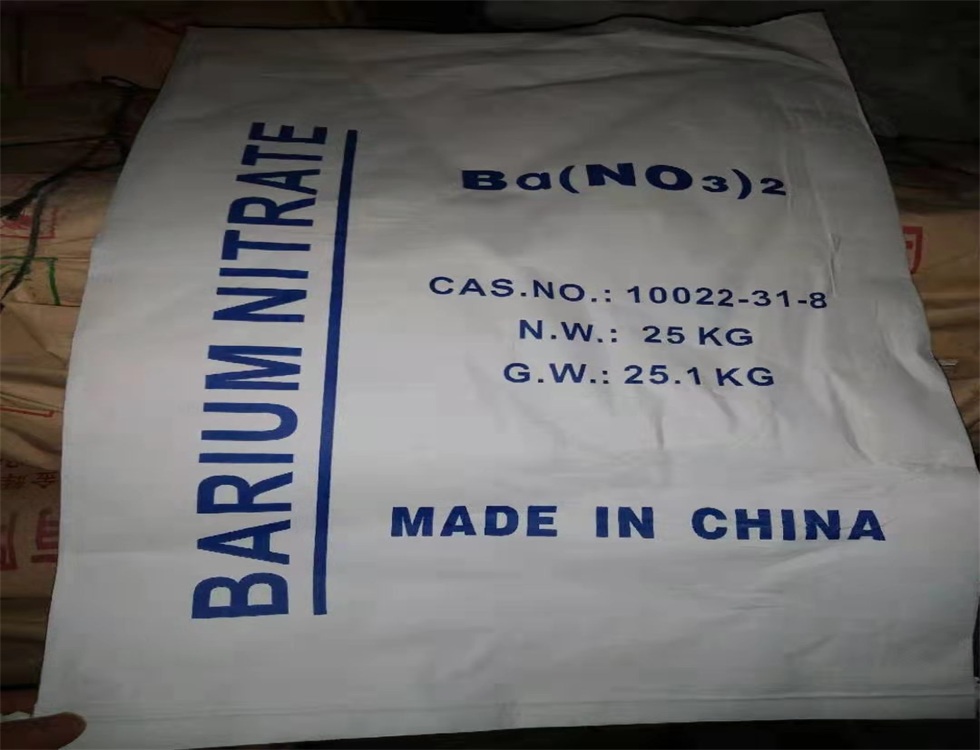 BARIUM NITRATE
Ba(NO3)2
CAS.NO.: 10022-31-8
N.W.: 25 KG
G.W.: 25.1 KG
MADE IN CHINA